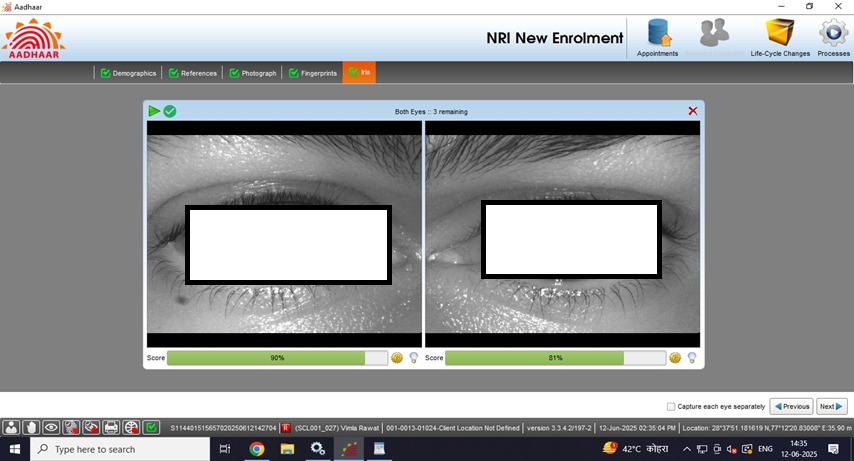 Aadhaar
AADHAAR
NRI New Enrolment
Appointments
Life-Cycle Changes
Processes
Demographics
References
Photograph
Fingerprints
Iris
Both Eyes :: 3 remaining
Score 90%
Score 81%
Capture each eye separately
Previous
Next
S1144015156570202506121427​04 R (SCL001_027) Vimla Rawat 001-0013-01024-Client Location Not Defined version 3.3.4.2/197-2 12-Jun-2025 02:35:04 PM Location: 28°37'51.181619 N,77°12'20.83008" E:35.90 m
Type here to search
42°C कोहरा
ENG
14:35
12-06-2025